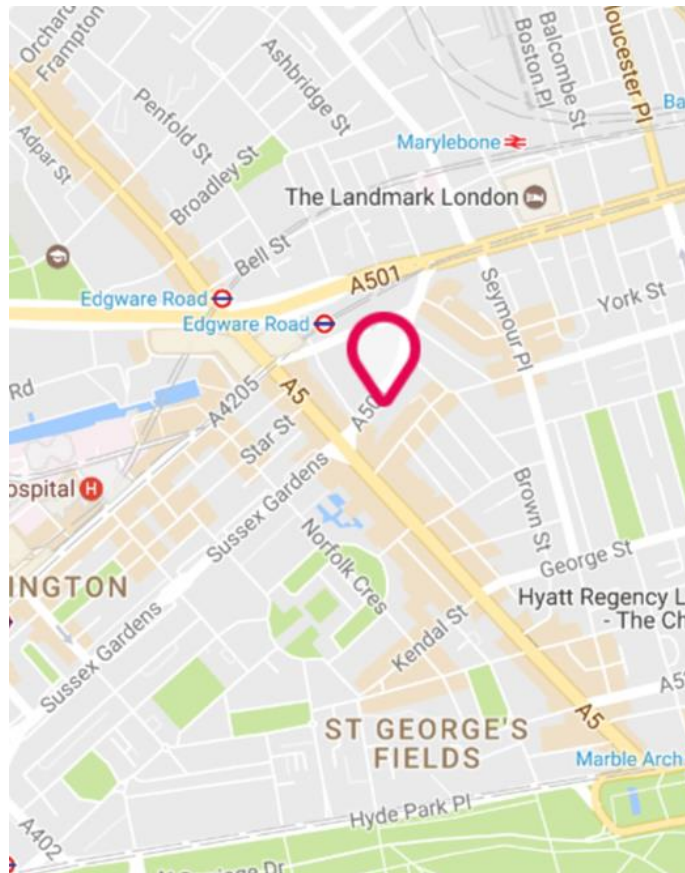 Orchard
Frampton
Ashbridge St
Balcombe St
Boston Pl
Gloucester Pl
Penfold St
Adpar St
Broadley St
Marylebone
Ba
The Landmark London
Bell St
A501
Edgware Road
Edgware Road
Seymour Pl
York St
Rd
A4205
A5
A50
Star St
ospital H
Sussex Gardens
Brown St
Norfolk Cres
George St
INGTON
Hyatt Regency L
- The Ch
Kendal St
Sussex Gardens
A5
A5
ST GEORGE'S
FIELDS
Marble Arch
Hyde Park Pl
A402